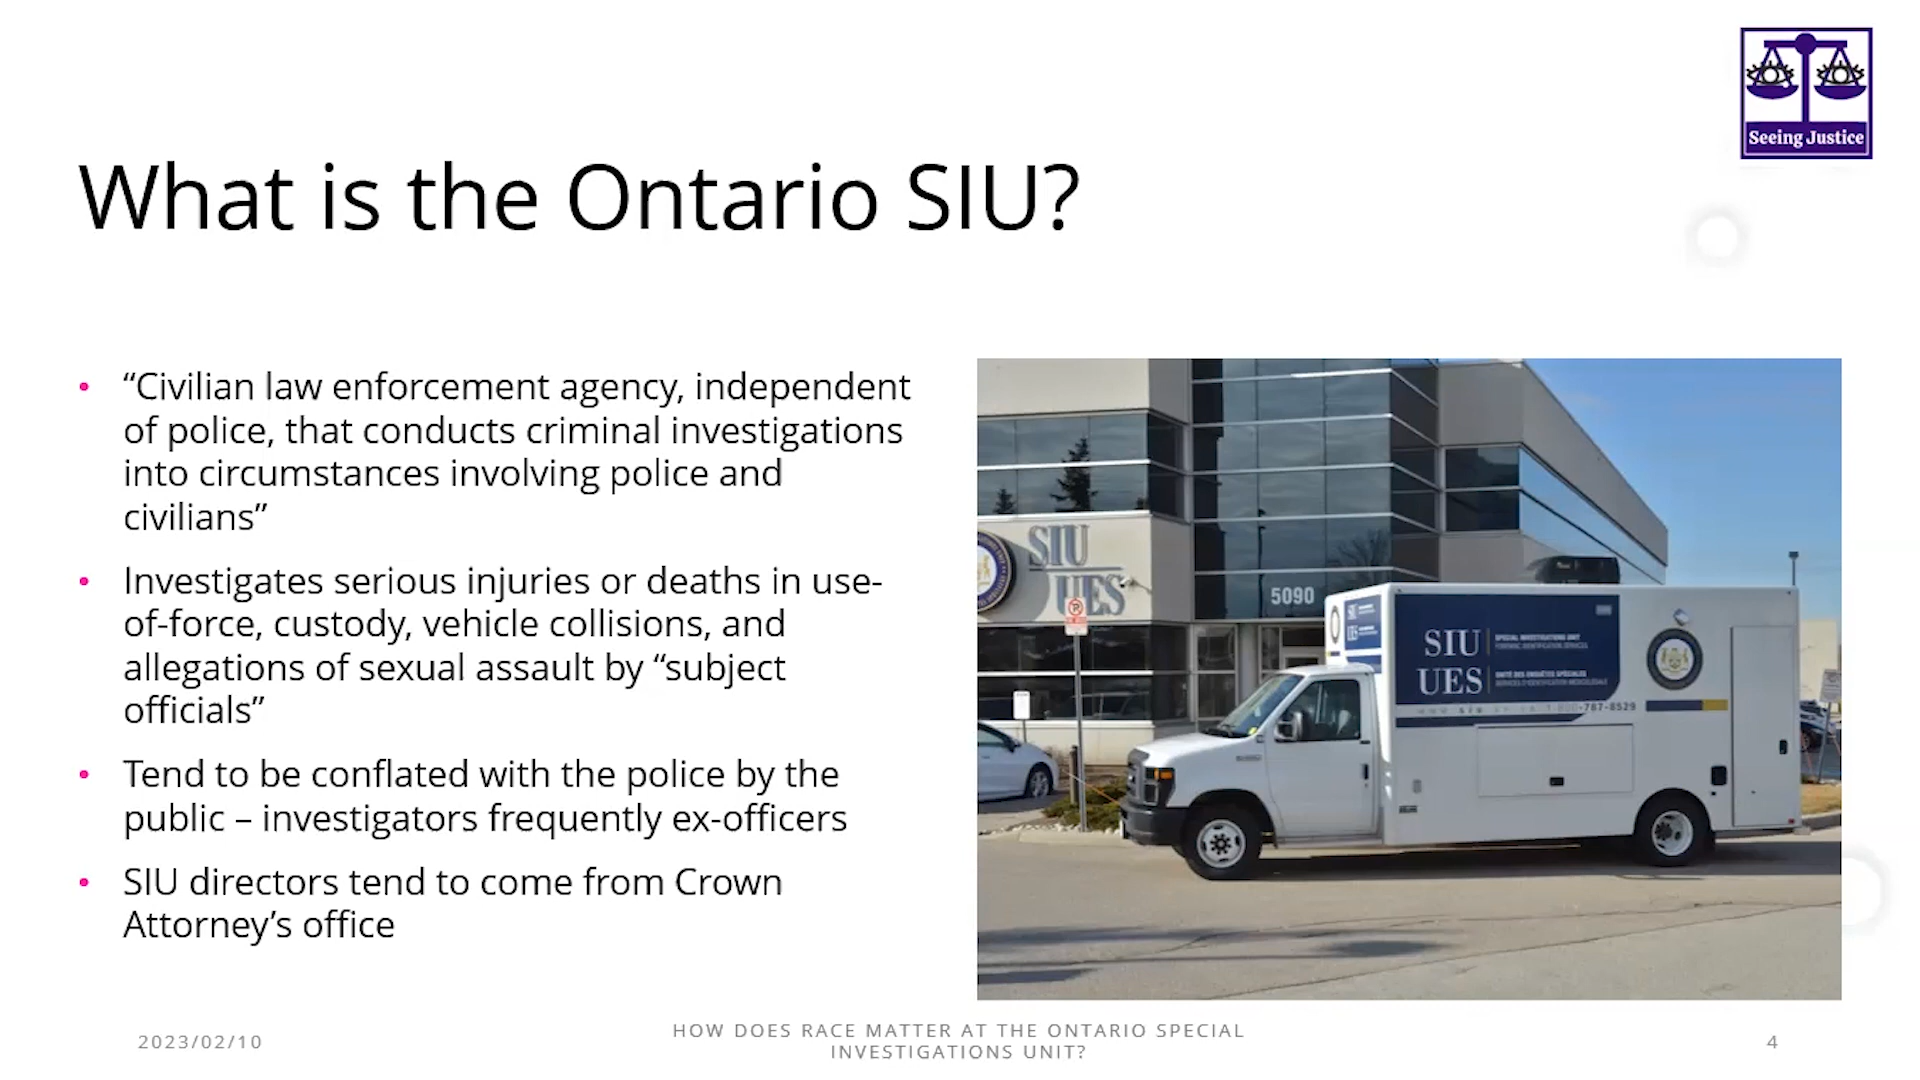 Seeing Justice
What is the Ontario SIU?
• “Civilian law enforcement agency, independent
of police, that conducts criminal investigations
into circumstances involving police and
civilians”
• Investigates serious injuries or deaths in use-
of-force, custody, vehicle collisions, and
allegations of sexual assault by “subject
officials”
• Tend to be conflated with the police by the
public – investigators frequently ex-officers
• SIU directors tend to come from Crown
Attorney’s office
SIU
UES
5090
SIU
UES
SPECIAL INVESTIGATIONS UNIT
UNITÉ DES ENQUÊTES SPÉCIALES
-787-8529
2023/02/10
HOW DOES RACE MATTER AT THE ONTARIO SPECIAL
INVESTIGATIONS UNIT?
4